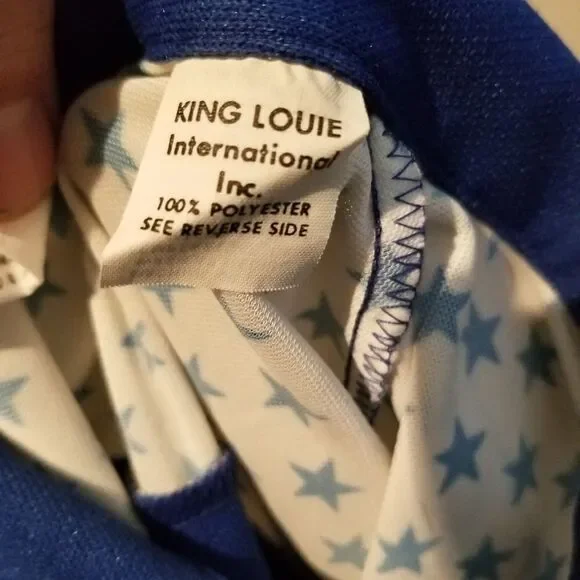 KING LOUIE
International
Inc.
100% POLYESTER
SEE REVERSE SIDE